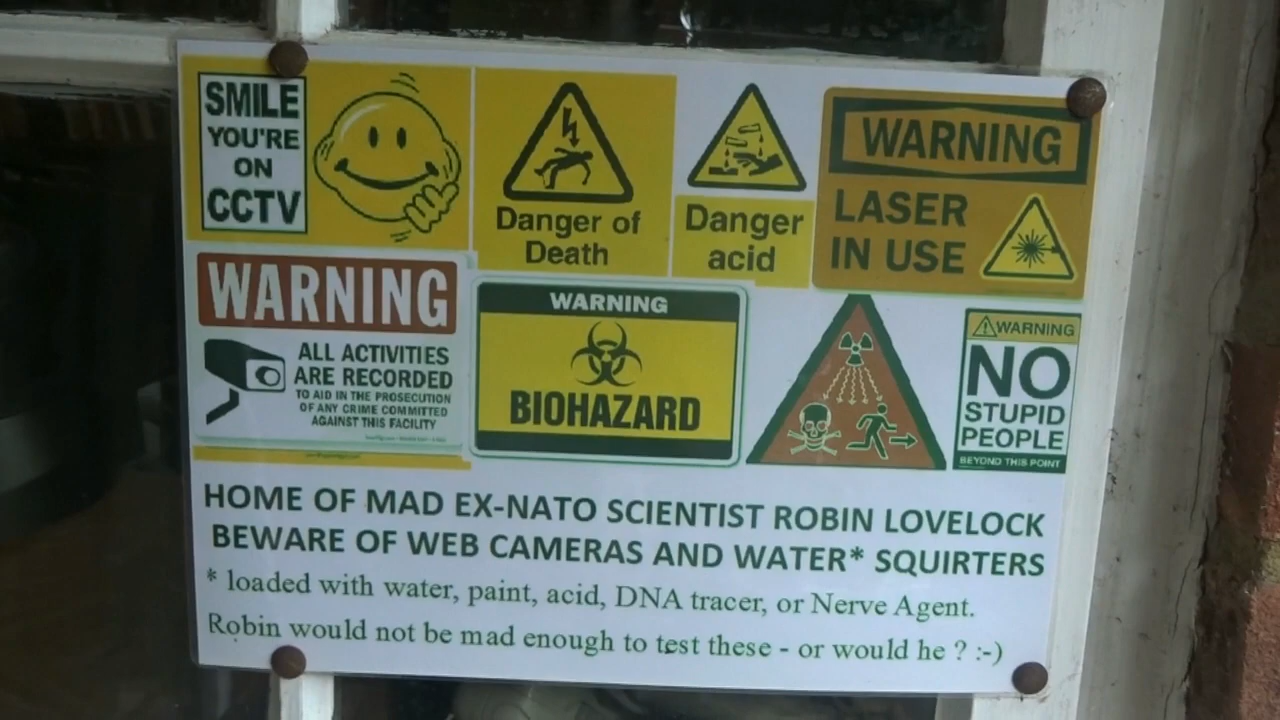 SMILE
YOU'RE
ON
CCTV
Danger of
Death
Danger
acid
WARNING
LASER
IN USE
WARNING
ALL ACTIVITIES
ARE RECORDED
TO AID IN THE PROSECUTION
OF ANY CRIME COMMITTED
AGAINST THIS FACILITY
WARNING
BIOHAZARD
WARNING
NO
STUPID
PEOPLE
BEYOND THIS POINT
HOME OF MAD EX-NATO SCIENTIST ROBIN LOVELOCK
BEWARE OF WEB CAMERAS AND WATER* SQUIRTERS
* loaded with water, paint, acid, DNA tracer, or Nerve Agent.
Robin would not be mad enough to test these - or would he ? :-)